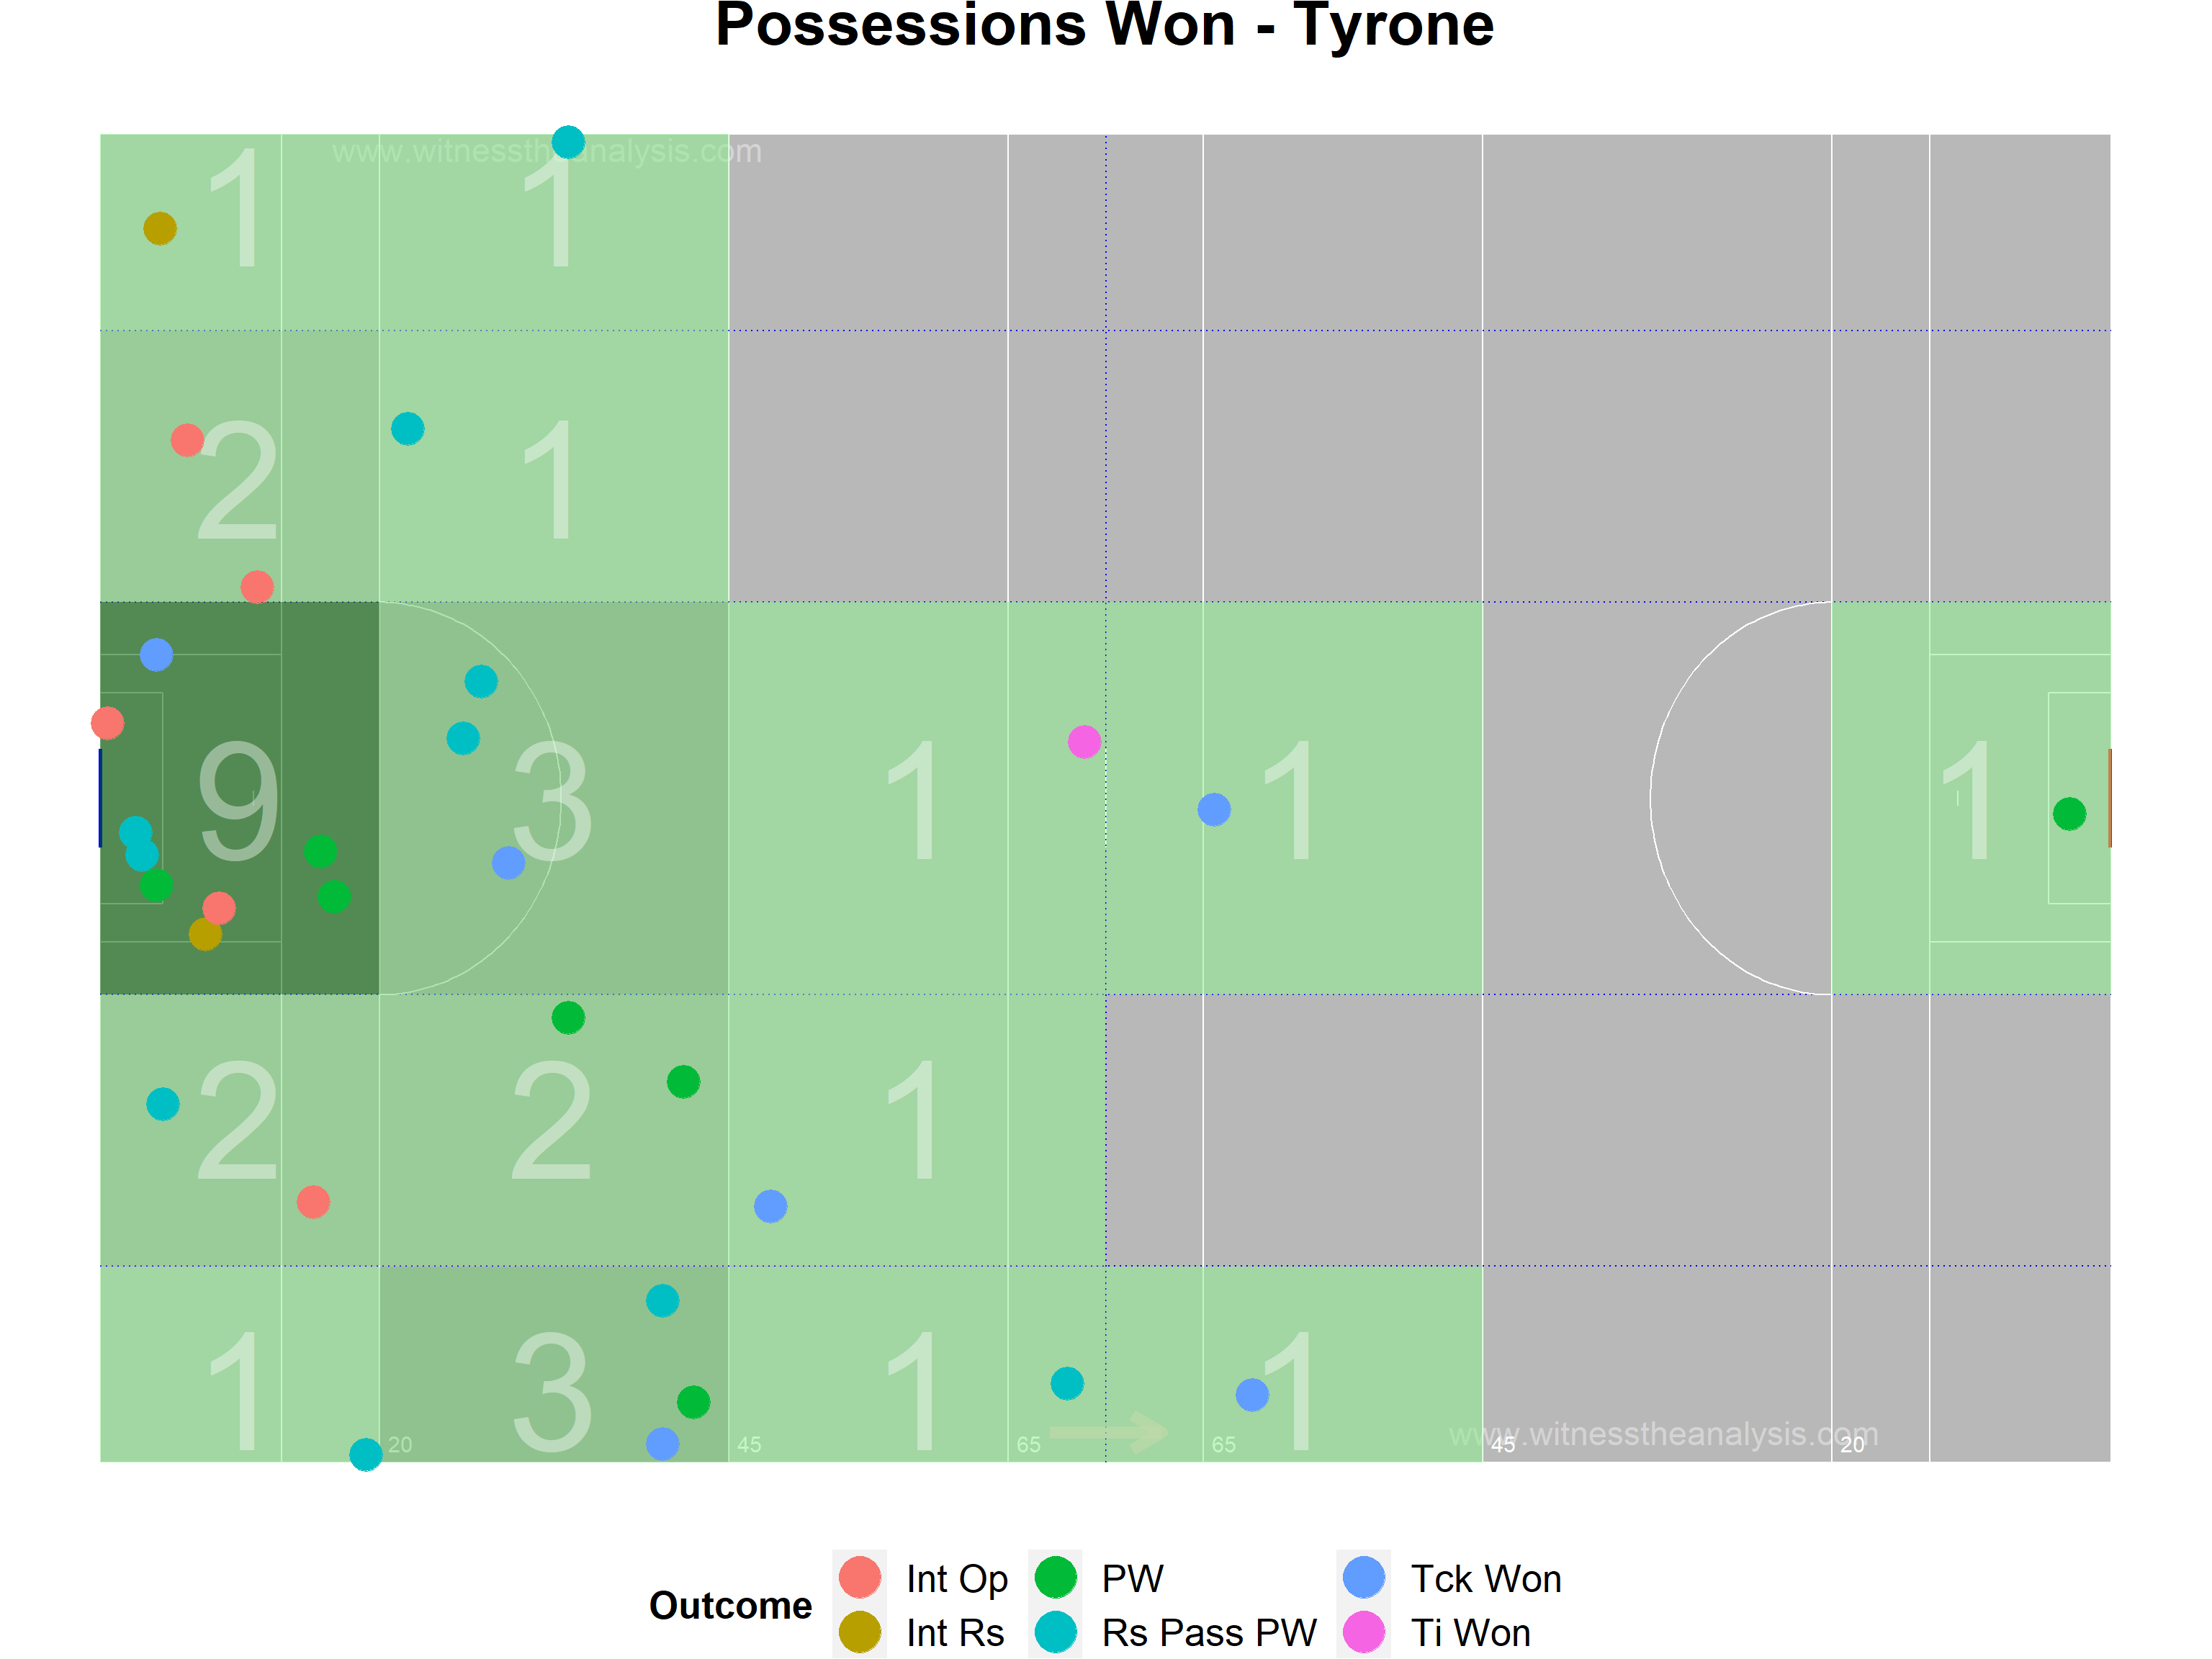 Possessions Won - Tyrone
www.witnesstheanalysis.com
1 1
2 1
9 3 1 1 1
2 2 1
1 3 1 1
www.witnesstheanalysis.com
20 45 65 65 45 20
Outcome
Int Op PW Tck Won
Int Rs Rs Pass PW Ti Won